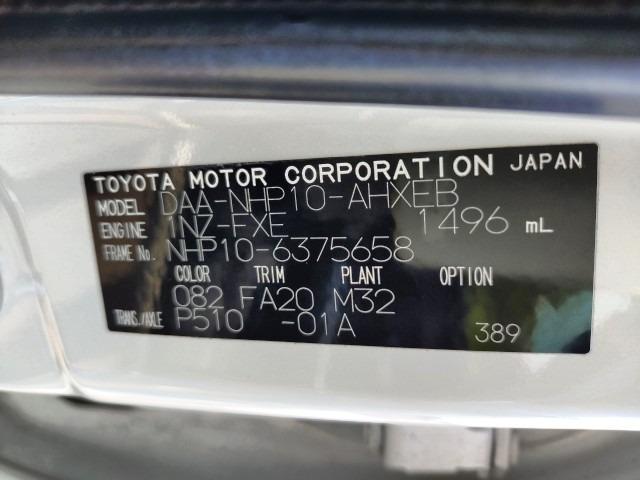 TOYOTA MOTOR CORPORATION JAPAN
MODEL DAA-NHP10-AHXEB
ENGINE 1NZ-FXE 1496 mL
FRAME No. NHP10-6375658
COLOR TRIM PLANT OPTION
082 FA20 M32
TRANS./AXLE P510 -01A 389